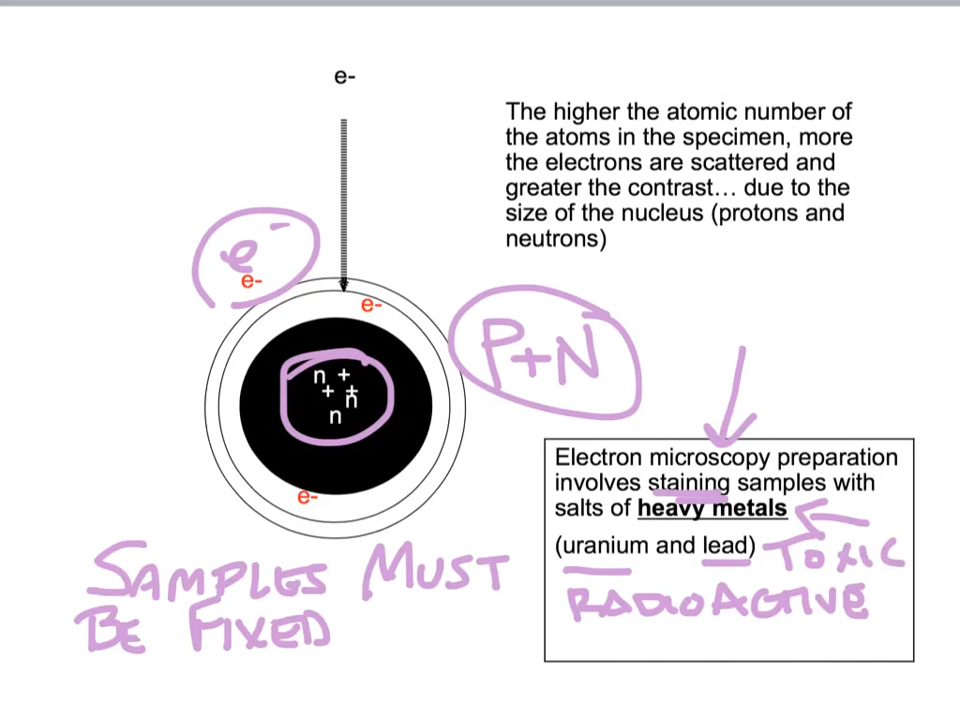 e-
The higher the atomic number of
the atoms in the specimen, more
the electrons are scattered and
greater the contrast… due to the
size of the nucleus (protons and
neutrons)
e-
e-
e-
P+N
n +
+ +
n
n
e-
Electron microscopy preparation
involves staining samples with
salts of heavy metals
(uranium and lead) TOXIC
RADIOACTIVE
SAMPLES MUST
BE FIXED